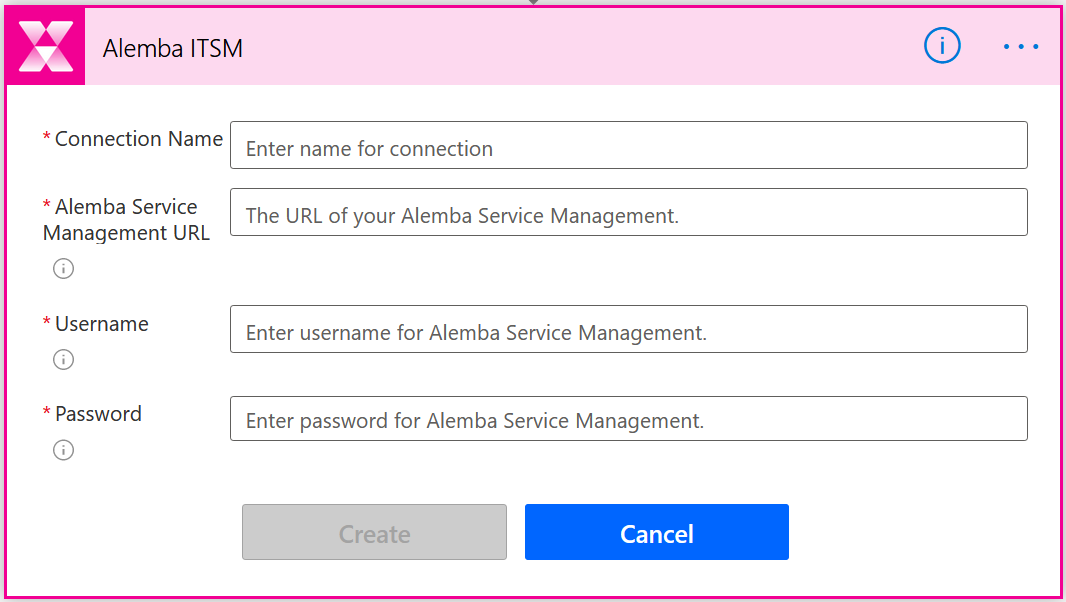 Alemba ITSM
* Connection Name
Enter name for connection
* Alemba Service
Management URL
The URL of your Alemba Service Management.
* Username
Enter username for Alemba Service Management.
* Password
Enter password for Alemba Service Management.
Create
Cancel